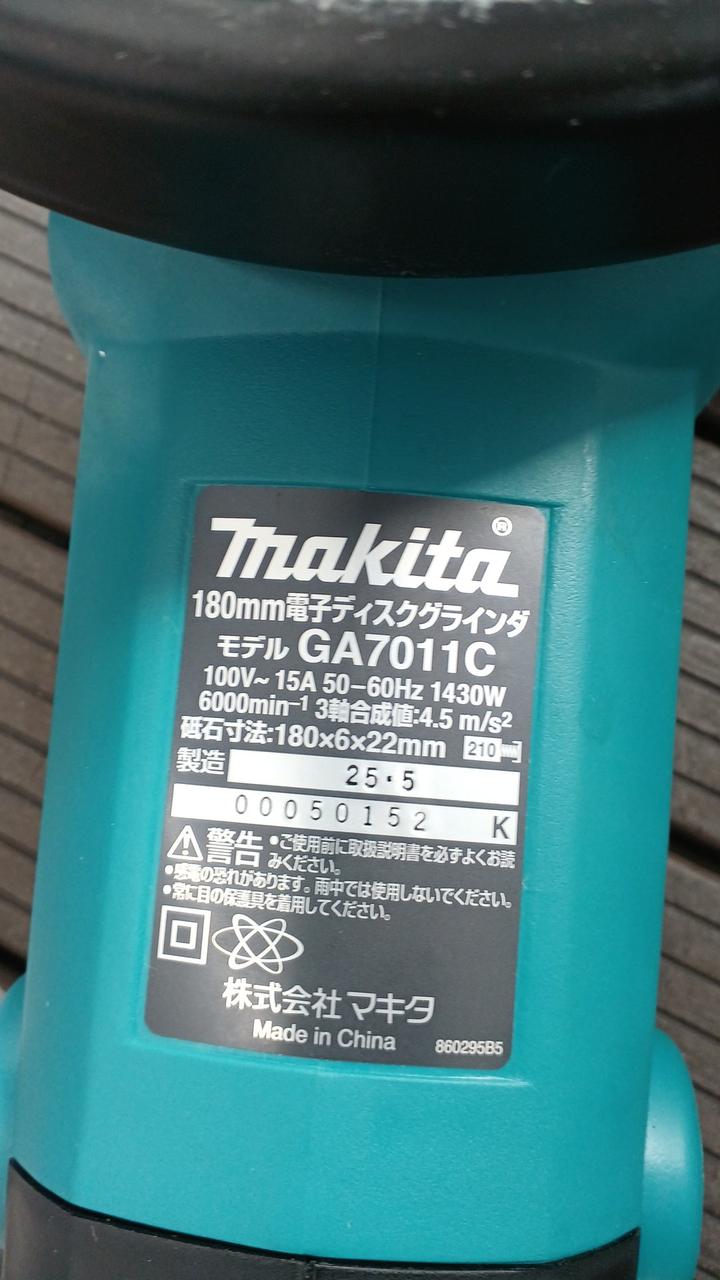 makita®
180mm電子ディスクグラインダ
モデル GA7011C
100V~ 15A 50-60Hz 1430W
6000min⁻¹ 3軸合成値:4.5 m/s²
砥石寸法:180×6×22mm 210
製造 25・5
00050152 K
警告 •ご使用前に取扱説明書を必ずよくお読
みください。
•感電の恐れがあります。雨中では使用しないでください。
•常に目の保護具を着用してください。
株式会社 マキタ
Made in China 860295B5